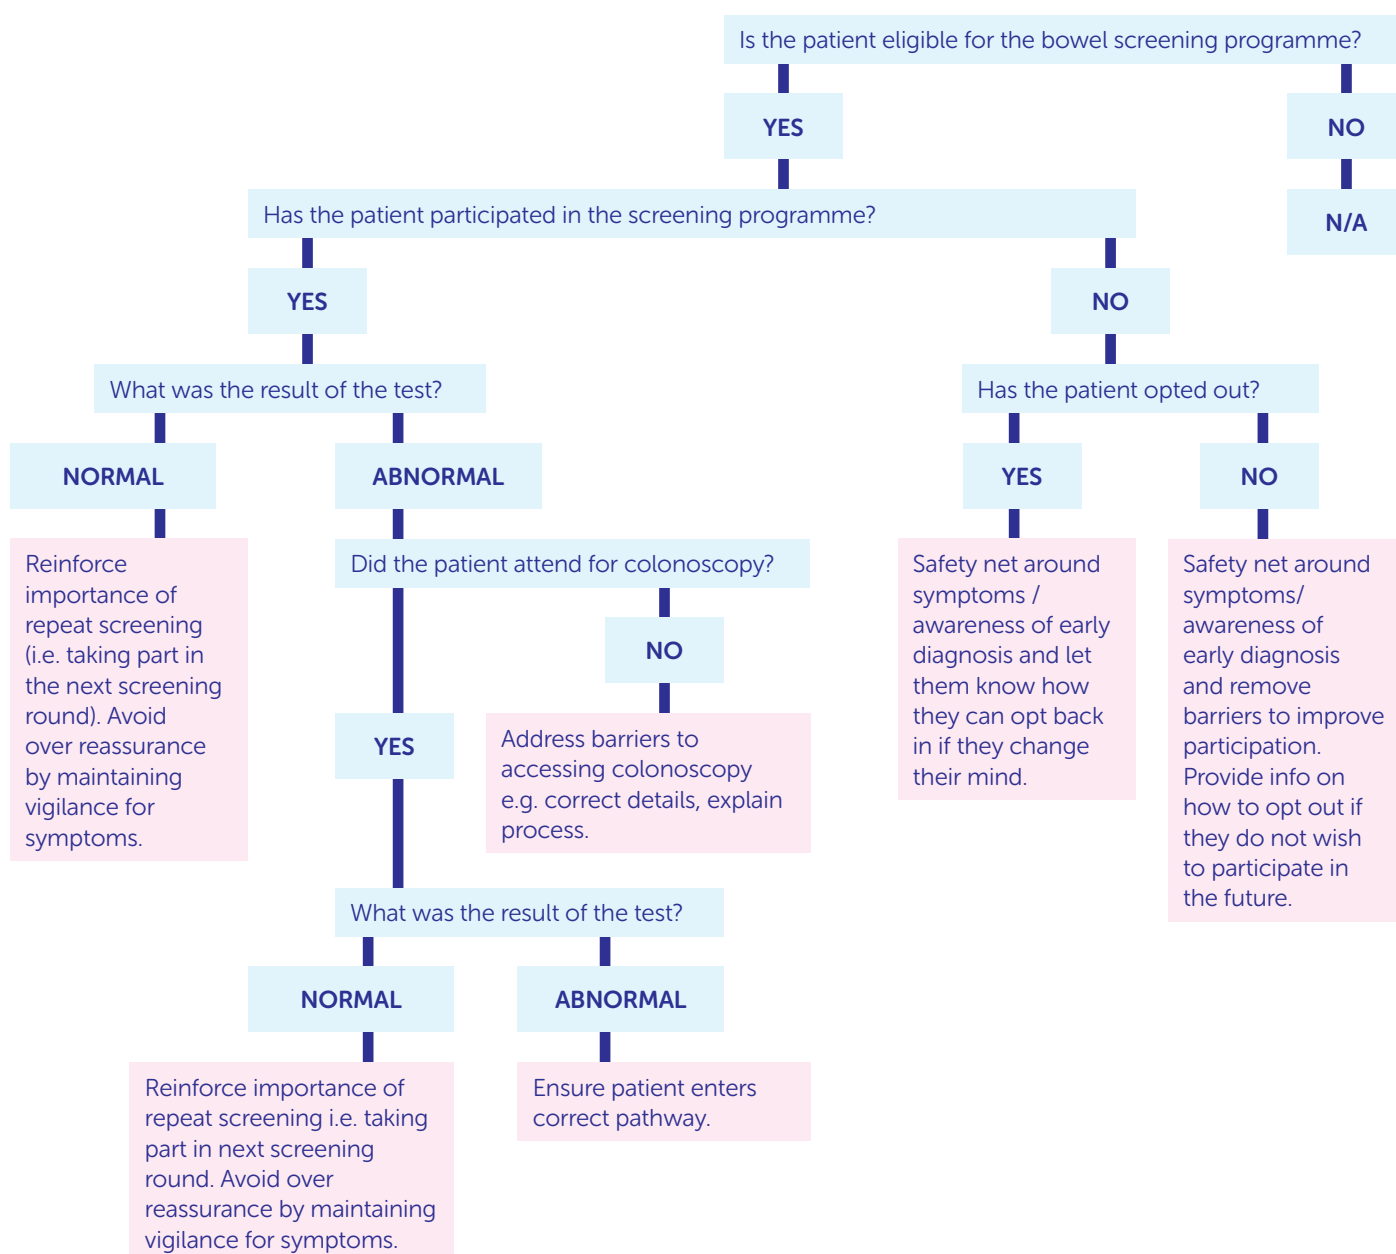 Is the patient eligible for the bowel screening programme?
YES
NO
N/A
Has the patient participated in the screening programme?
YES
NO
What was the result of the test?
Has the patient opted out?
NORMAL
ABNORMAL
YES
NO
Reinforce
importance of
repeat screening
(i.e. taking part in
the next screening
round). Avoid
over reassurance
by maintaining
vigilance for
symptoms.
Did the patient attend for colonoscopy?
NO
Address barriers to
accessing colonoscopy
e.g. correct details, explain
process.
YES
Safety net around
symptoms /
awareness of early
diagnosis and let
them know how
they can opt back
in if they change
their mind.
Safety net around
symptoms/
awareness of
early diagnosis
and remove
barriers to improve
participation.
Provide info on
how to opt out if
they do not wish
to participate in
the future.
What was the result of the test?
NORMAL
ABNORMAL
Reinforce importance of
repeat screening i.e. taking
part in next screening
round. Avoid over
reassurance by maintaining
vigilance for symptoms.
Ensure patient enters
correct pathway.